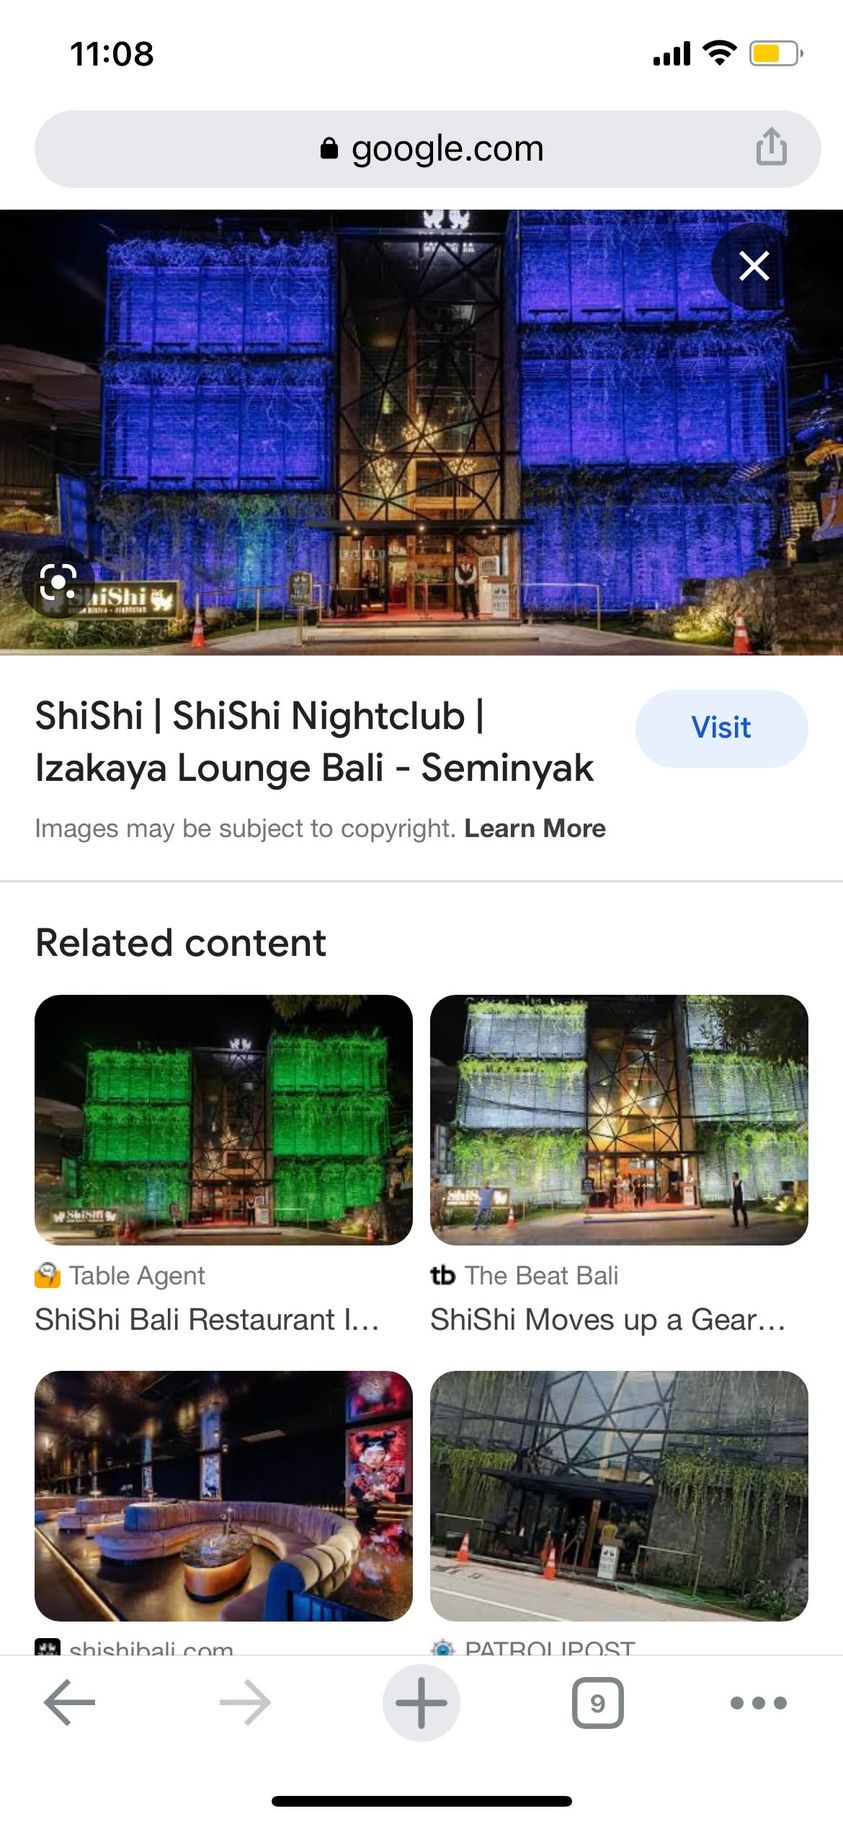 11:08
google.com
ShiShi
ShiShi | ShiShi Nightclub |
Izakaya Lounge Bali - Seminyak
Visit
Images may be subject to copyright. Learn More
Related content
ShiShi
Table Agent
tb The Beat Bali
ShiShi Bali Restaurant I...
ShiShi Moves up a Gear...
shishibali.com
PATROLIPOST
9